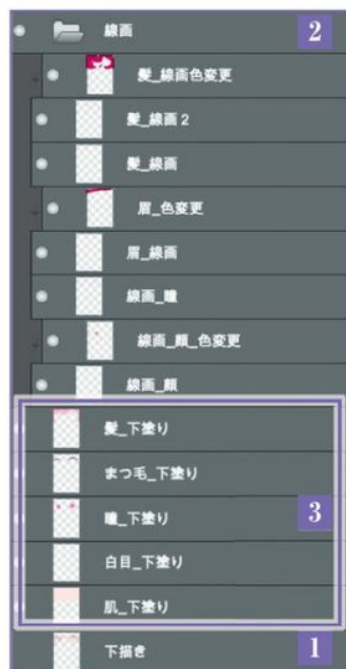 線画
2
髪_線画色変更
髪_線画2
髪_線画
眉_色変更
眉_線画
線画_瞳
線画_顔_色変更
線画_顔
髪_下塗り
まつ毛_下塗り
瞳_下塗り
3
白目_下塗り
肌_下塗り
下描き
1